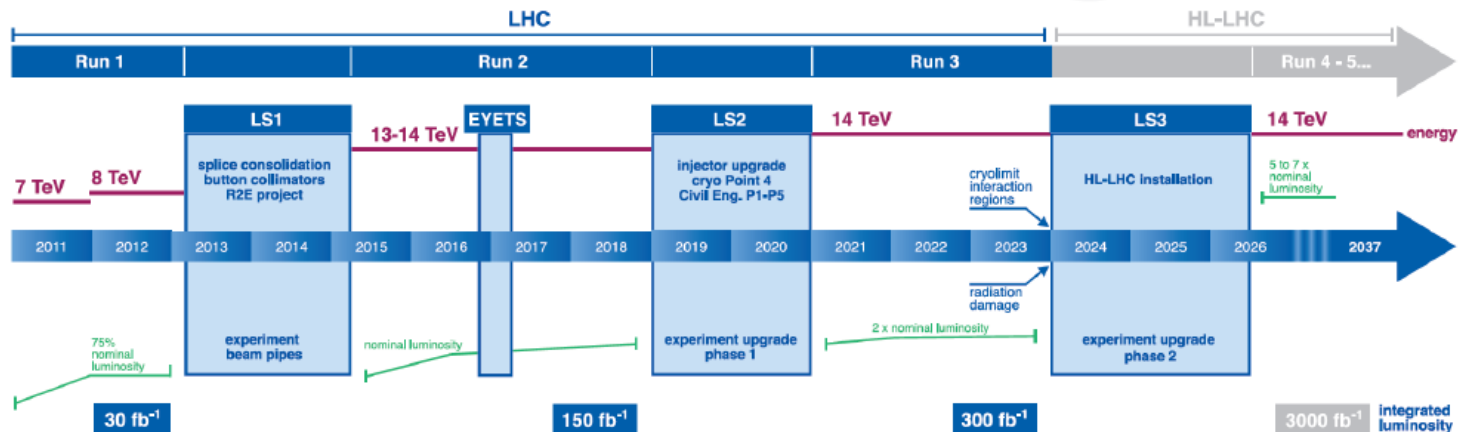 LHC
HL-LHC
Run 1
Run 2
Run 3
Run 4 - 5...
LS1
EYETS
LS2
LS3
13-14 TeV
14 TeV
14 TeV
energy
7 TeV
8 TeV
splice consolidation
button collimators
R2E project
injector upgrade
cryo Point 4
Civil Eng. P1-P5
cryolimit
interaction
regions
HL-LHC installation
5 to 7 x
nominal
luminosity
2011
2012
2013
2014
2015
2016
2017
2018
2019
2020
2021
2022
2023
2024
2025
2026
2037
radiation
damage
75%
nominal
luminosity
experiment
beam pipes
nominal luminosity
experiment upgrade
phase 1
2 x nominal luminosity
experiment upgrade
phase 2
30 fb⁻¹
150 fb⁻¹
300 fb⁻¹
3000 fb⁻¹
integrated
luminosity